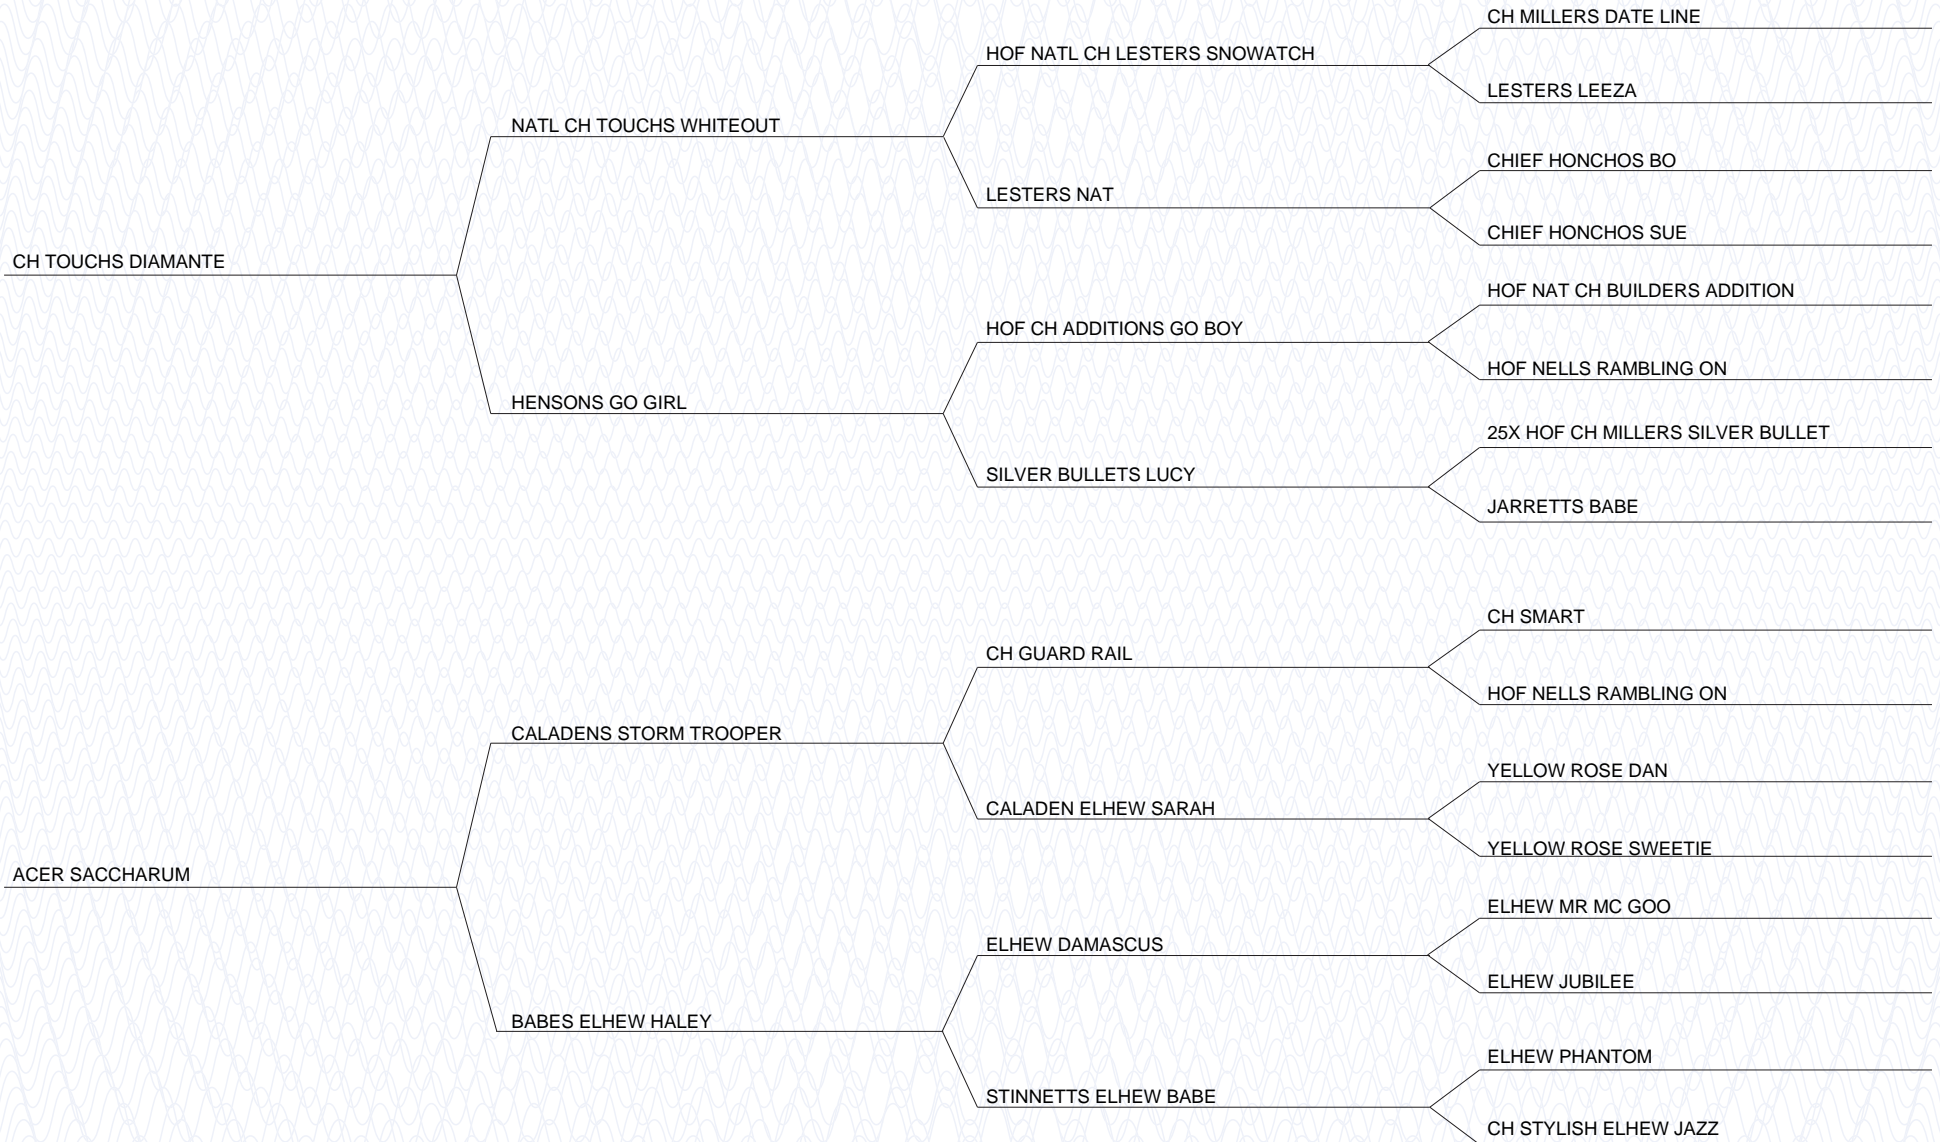 CH MILLERS DATE LINE
HOF NATL CH LESTERS SNOWATCH
LESTERS LEEZA
NATL CH TOUCHS WHITEOUT
CHIEF HONCHOS BO
LESTERS NAT
CHIEF HONCHOS SUE
CH TOUCHS DIAMANTE
HOF NAT CH BUILDERS ADDITION
HOF CH ADDITIONS GO BOY
HOF NELLS RAMBLING ON
HENSONS GO GIRL
25X HOF CH MILLERS SILVER BULLET
SILVER BULLETS LUCY
JARRETTS BABE
CH SMART
CH GUARD RAIL
HOF NELLS RAMBLING ON
CALADENS STORM TROOPER
YELLOW ROSE DAN
CALADEN ELHEW SARAH
YELLOW ROSE SWEETIE
ACER SACCHARUM
ELHEW MR MC GOO
ELHEW DAMASCUS
ELHEW JUBILEE
BABES ELHEW HALEY
ELHEW PHANTOM
STINNETTS ELHEW BABE
CH STYLISH ELHEW JAZZ